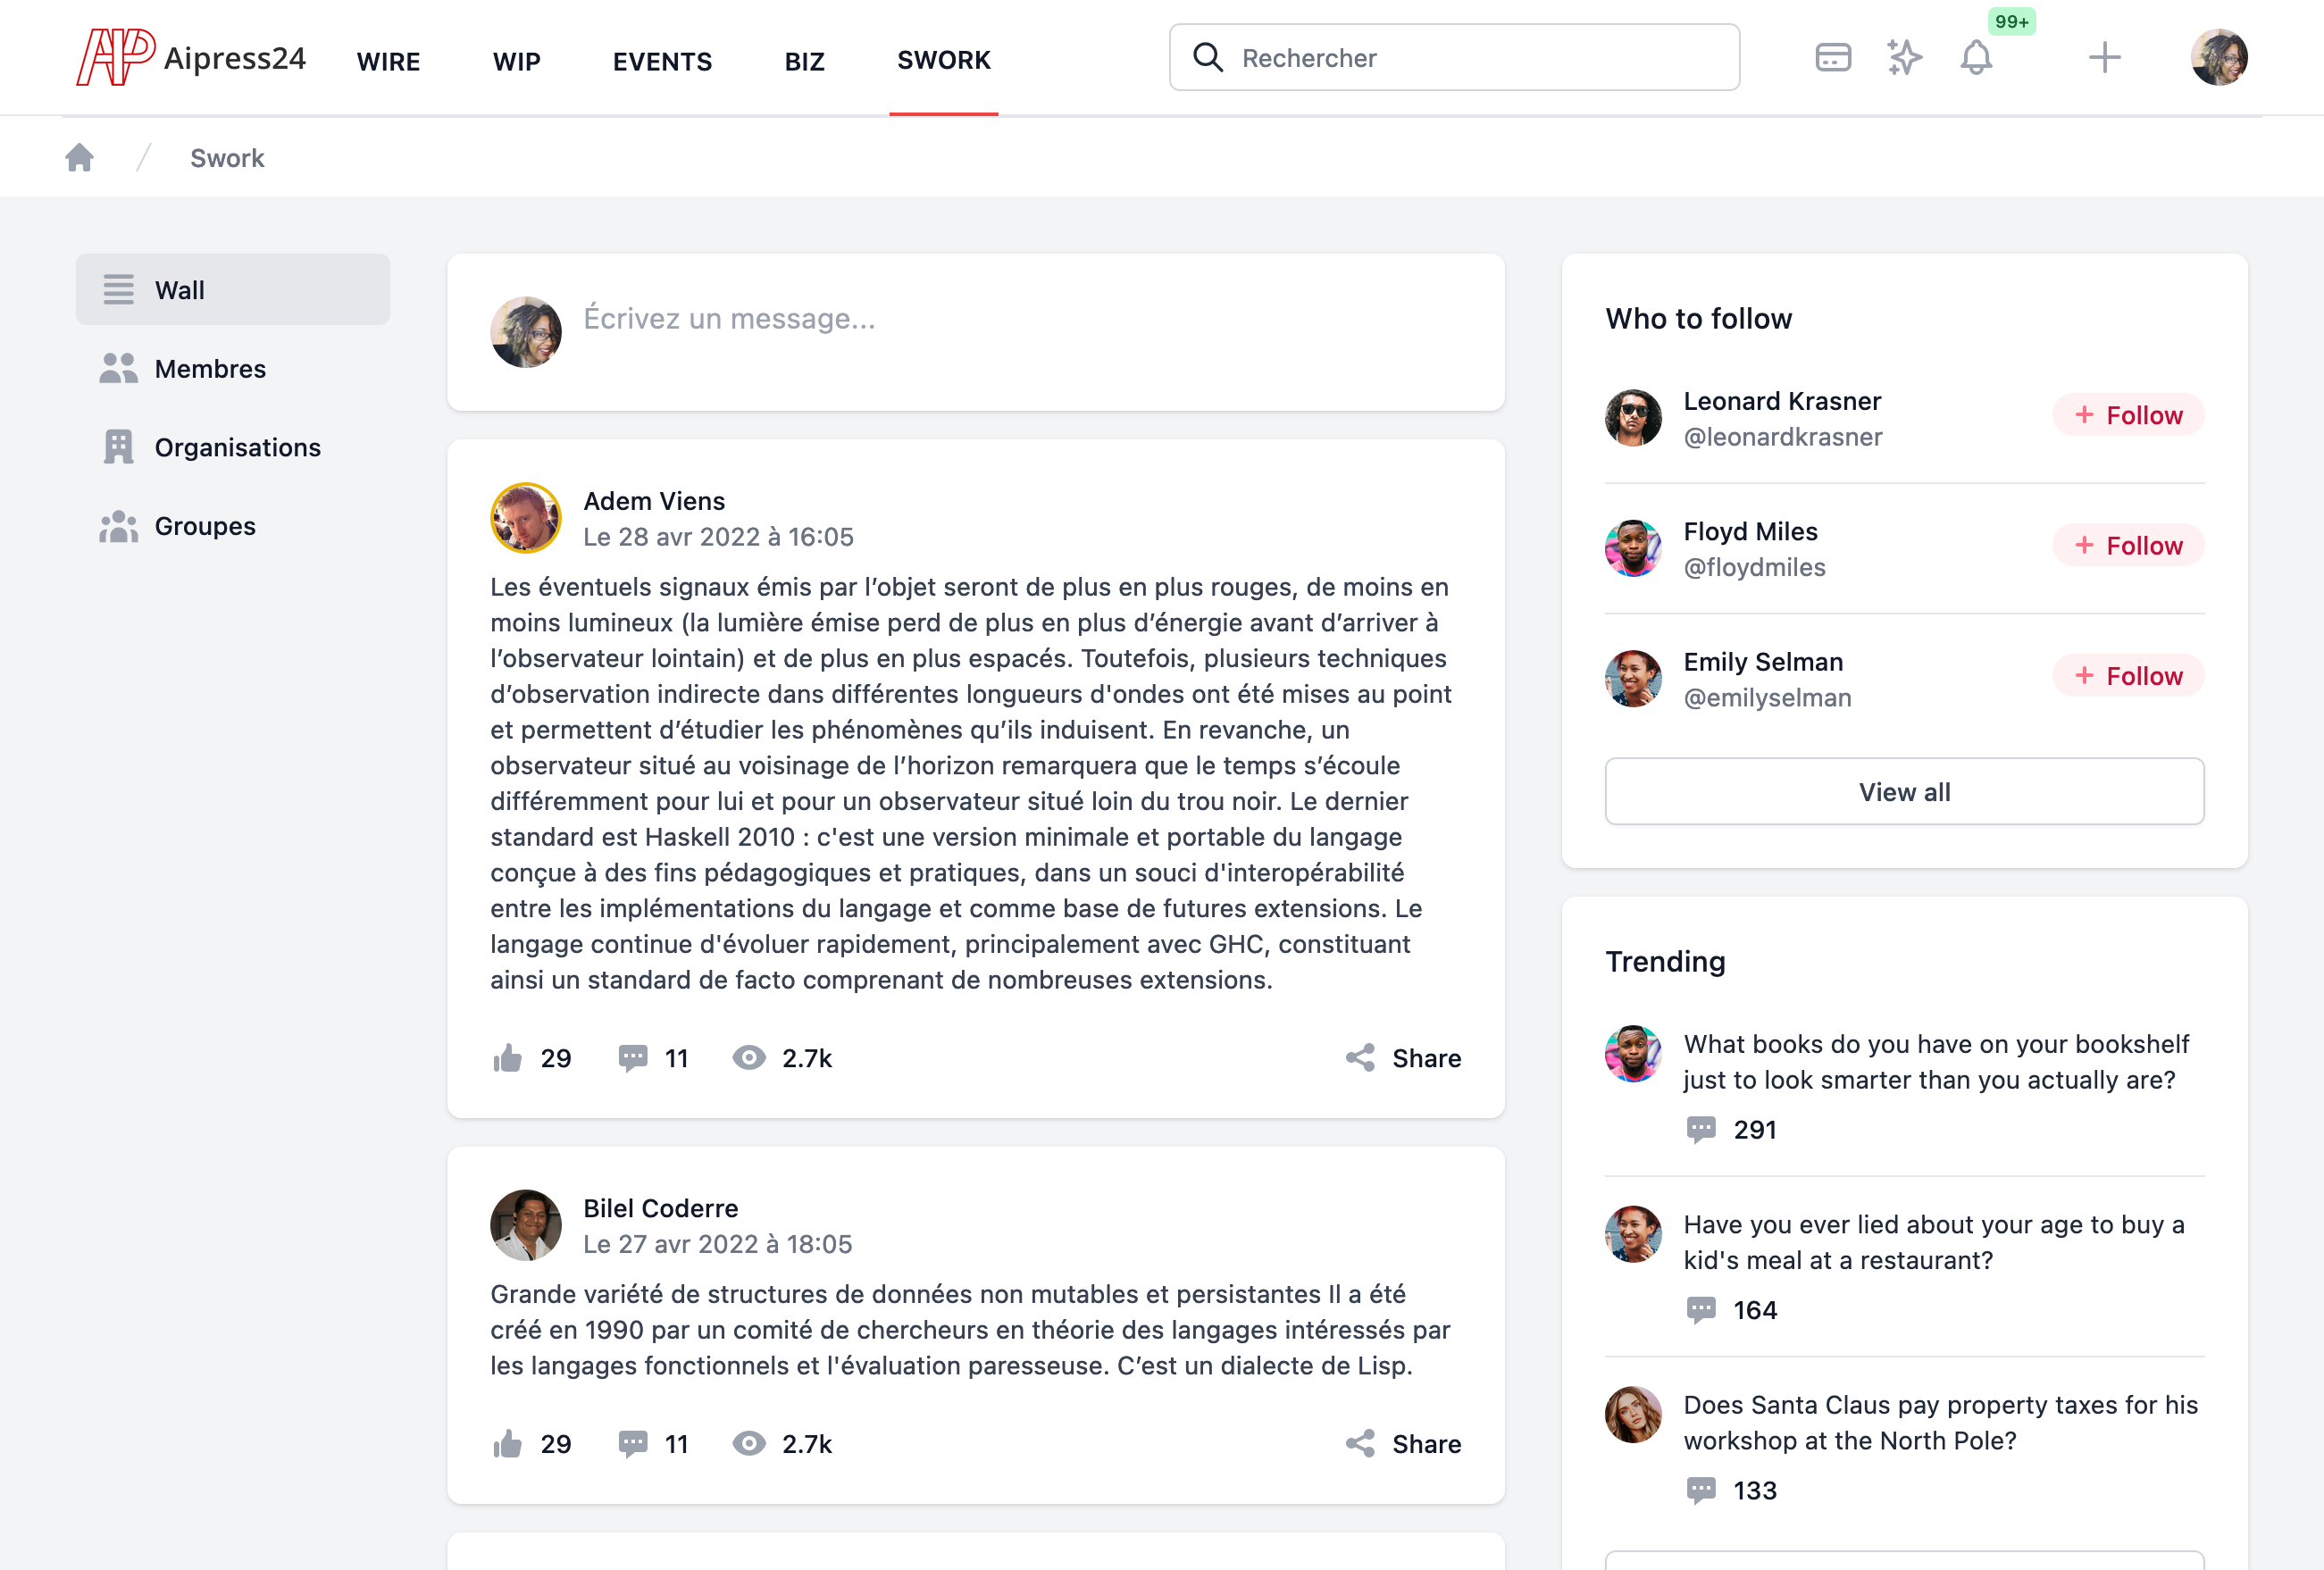 AP Aipress24
WIRE
WIP
EVENTS
BIZ
SWORK
Rechercher
99+
Swork
Wall
Membres
Organisations
Groupes
Écrivez un message...
Adem Viens
Le 28 avr 2022 à 16:05
Les éventuels signaux émis par l’objet seront de plus en plus rouges, de moins en
moins lumineux (la lumière émise perd de plus en plus d’énergie avant d’arriver à
l’observateur lointain) et de plus en plus espacés. Toutefois, plusieurs techniques
d’observation indirecte dans différentes longueurs d'ondes ont été mises au point
et permettent d’étudier les phénomènes qu’ils induisent. En revanche, un
observateur situé au voisinage de l’horizon remarquera que le temps s’écoule
différemment pour lui et pour un observateur situé loin du trou noir. Le dernier
standard est Haskell 2010 : c'est une version minimale et portable du langage
conçue à des fins pédagogiques et pratiques, dans un souci d'interopérabilité
entre les implémentations du langage et comme base de futures extensions. Le
langage continue d'évoluer rapidement, principalement avec GHC, constituant
ainsi un standard de facto comprenant de nombreuses extensions.
29
11
2.7k
Share
Bilel Coderre
Le 27 avr 2022 à 18:05
Grande variété de structures de données non mutables et persistantes Il a été
créé en 1990 par un comité de chercheurs en théorie des langages intéressés par
les langages fonctionnels et l'évaluation paresseuse. C’est un dialecte de Lisp.
29
11
2.7k
Share
Who to follow
Leonard Krasner
@leonardkrasner
Follow
Floyd Miles
@floydmiles
Follow
Emily Selman
@emilyselman
Follow
View all
Trending
What books do you have on your bookshelf
just to look smarter than you actually are?
291
Have you ever lied about your age to buy a
kid's meal at a restaurant?
164
Does Santa Claus pay property taxes for his
workshop at the North Pole?
133